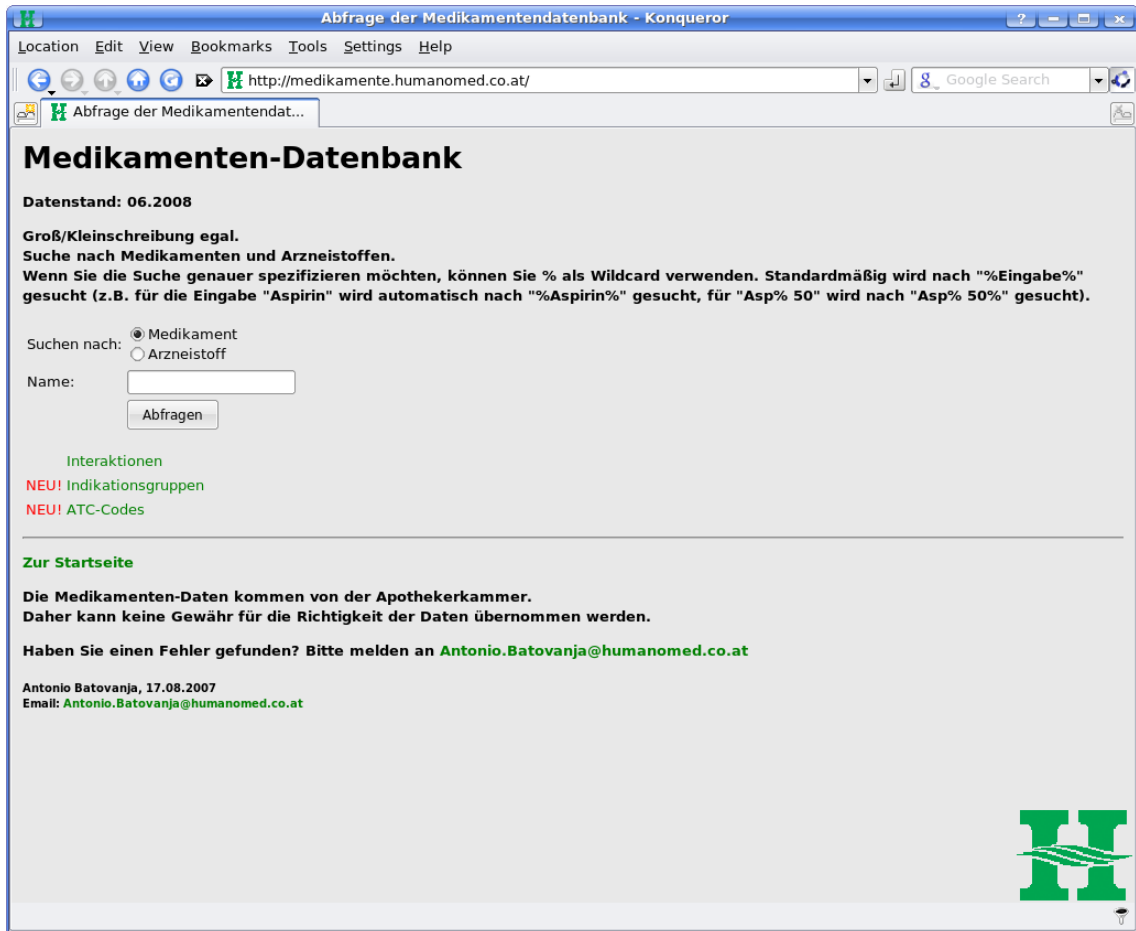 Abfrage der Medikamentendatenbank - Konqueror
Location Edit View Bookmarks Tools Settings Help
http://medikamente.humanomed.co.at/ Google Search
Abfrage der Medikamentendat...
Medikamenten-Datenbank
Datenstand: 06.2008
Groß/Kleinschreibung egal.
Suche nach Medikamenten und Arzneistoffen.
Wenn Sie die Suche genauer spezifizieren möchten, können Sie % als Wildcard verwenden. Standardmäßig wird nach "%Eingabe%"
gesucht (z.B. für die Eingabe "Aspirin" wird automatisch nach "%Aspirin%" gesucht, für "Asp% 50" wird nach "Asp% 50%" gesucht).
Suchen nach: Medikament
Arzneistoff
Name:
Abfragen
Interaktionen
NEU! Indikationsgruppen
NEU! ATC-Codes
Zur Startseite
Die Medikamenten-Daten kommen von der Apothekerkammer.
Daher kann keine Gewähr für die Richtigkeit der Daten übernommen werden.
Haben Sie einen Fehler gefunden? Bitte melden an Antonio.Batovanja@humanomed.co.at
Antonio Batovanja, 17.08.2007
Email: Antonio.Batovanja@humanomed.co.at
H